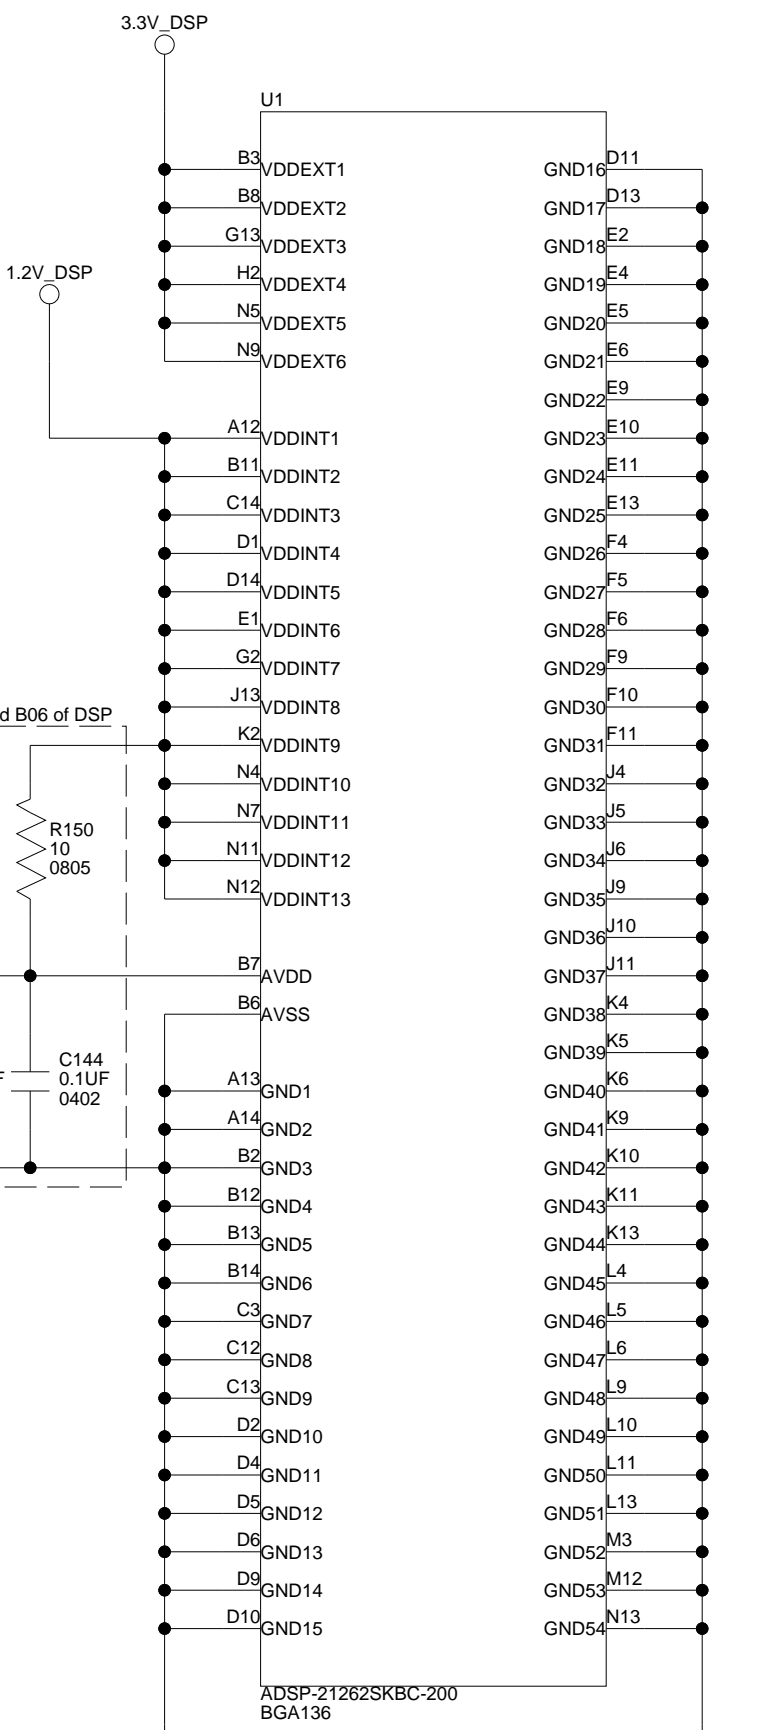 3.3V_DSP
U1
1.2V_DSP
B3 VDDEXT1
B8 VDDEXT2
G13 VDDEXT3
H2 VDDEXT4
N5 VDDEXT5
N9 VDDEXT6
A12 VDDINT1
B11 VDDINT2
C14 VDDINT3
D1 VDDINT4
D14 VDDINT5
E1 VDDINT6
G2 VDDINT7
J13 VDDINT8
K2 VDDINT9
N4 VDDINT10
N7 VDDINT11
N11 VDDINT12
N12 VDDINT13
B7 AVDD
B6 AVSS
A13 GND1
A14 GND2
B2 GND3
B12 GND4
B13 GND5
B14 GND6
C3 GND7
C12 GND8
C13 GND9
D2 GND10
D4 GND11
D5 GND12
D6 GND13
D9 GND14
D10 GND15
GND16 D11
GND17 D13
GND18 E2
GND19 E4
GND20 E5
GND21 E6
GND22 E9
GND23 E10
GND24 E11
GND25 E13
GND26 F4
GND27 F5
GND28 F6
GND29 F9
GND30 F10
GND31 F11
GND32 J4
GND33 J5
GND34 J6
GND35 J9
GND36 J10
GND37 J11
GND38 K4
GND39 K5
GND40 K6
GND41 K9
GND42 K10
GND43 K11
GND44 K13
GND45 L4
GND46 L5
GND47 L6
GND48 L9
GND49 L10
GND50 L11
GND51 L13
GND52 M3
GND53 M12
GND54 N13
d B06 of DSP
R150
10
0805
F
C144
0.1UF
0402
ADSP-21262SKBC-200
BGA136